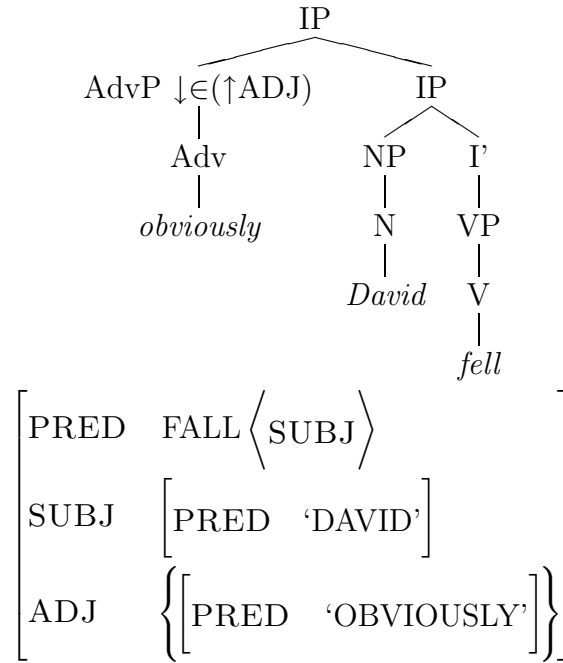 IP
AdvP ↓∈(↑ADJ) IP
Adv NP I’
obviously N VP
David V
fell
PRED FALL⟨SUBJ⟩
SUBJ [PRED ‘DAVID’]
ADJ {[PRED ‘OBVIOUSLY’]}